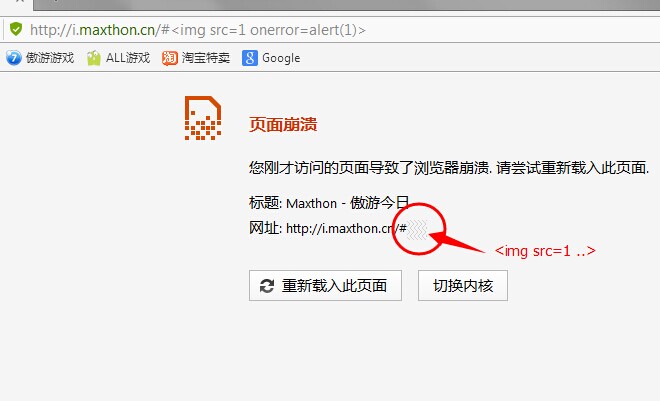 http://i.maxthon.cn/#<img src=1 onerror=alert(1)>
傲游游戏 ALL游戏 淘 淘宝特卖 8 Google
页面崩溃
您刚才访问的页面导致了浏览器崩溃. 请尝试重新载入此页面.
标题: Maxthon - 傲游今日
网址: http://i.maxthon.cn/#
<img src=1 ..>
重新载入此页面 切换内核